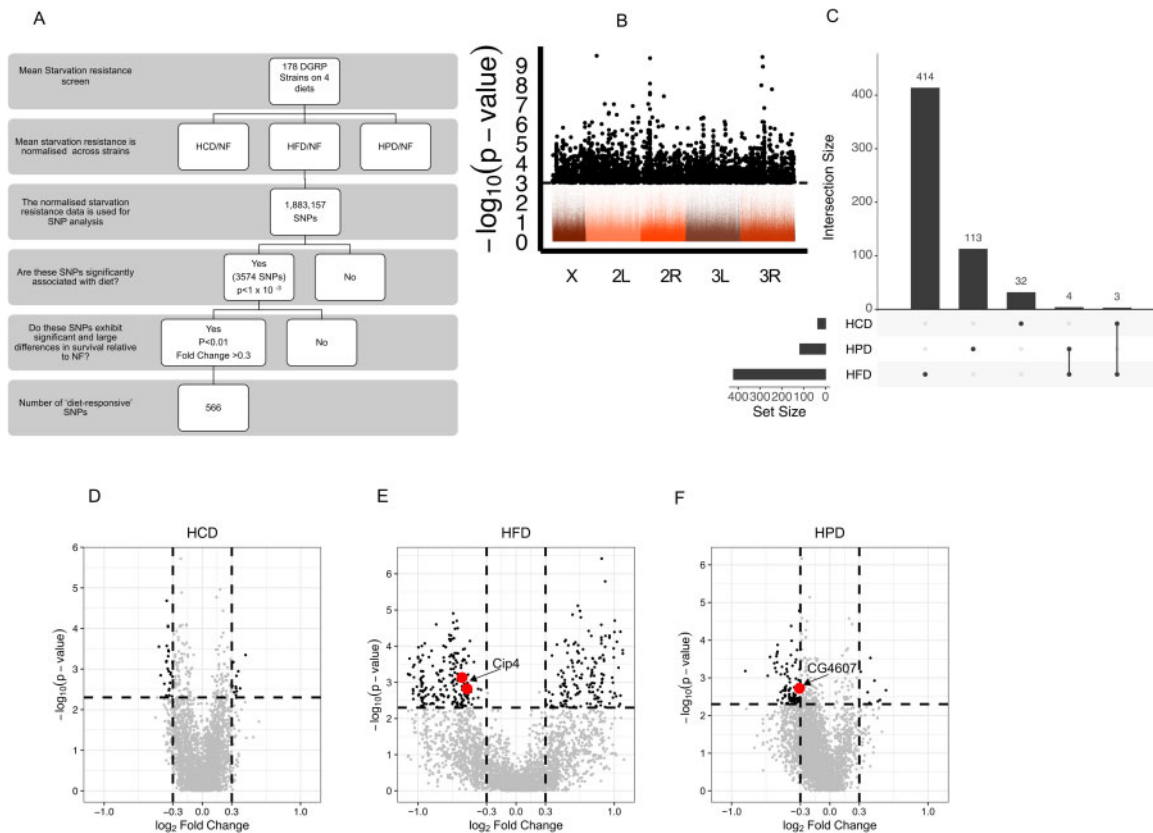 A
Mean Starvation resistance
screen
178 DGRP
Strains on 4
diets
Mean starvation resistance is
normalised across strains
HCD/NF
HFD/NF
HPD/NF
The normalised starvation
resistance data is used for
SNP analysis
1,883,157
SNPs
Are these SNPs significantly
associated with diet?
Yes
(3574 SNPs)
p<1 x 10 -3
No
Do these SNPs exhibit
significant and large
differences in survival relative
to NF?
Yes
P<0.01
Fold Change >0.3
No
Number of 'diet-responsive'
SNPs
566
B
−log10(p − value)
9
8
7
6
5
4
3
2
1
0
X 2L 2R 3L 3R
C
Intersection Size
400
300
200
100
0
414
113
32
4
3
HCD
HPD
HFD
400 300 200 100 0
Set Size
D
HCD
−log10(p − value)
6
5
4
3
2
1
0
−1.0 −0.3 0.0 0.3 1.0
log2 Fold Change
E
HFD
−log10(p − value)
6
5
4
3
2
1
0
Cip4
−1.0 −0.3 0.0 0.3 1.0
log2 Fold Change
F
HPD
−log10(p − value)
6
5
4
3
2
1
0
CG4607
−1.0 −0.3 0.0 0.3 1.0
log2 Fold Change